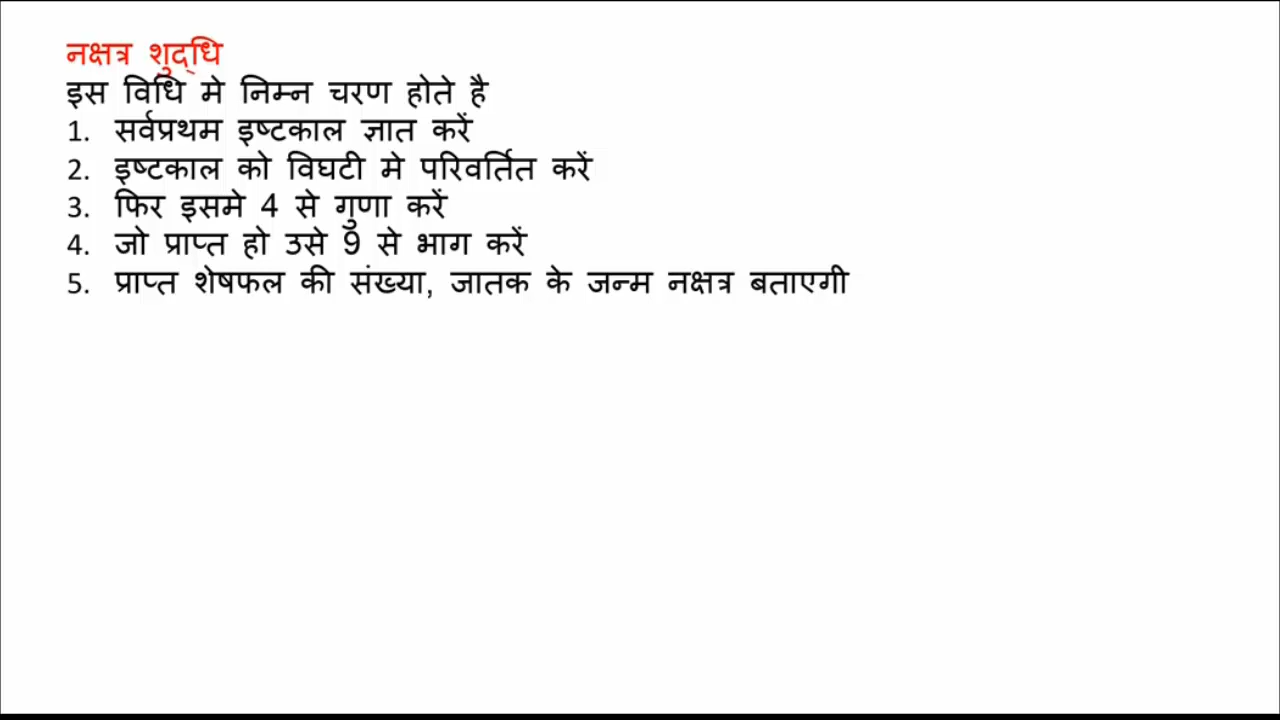 नक्षत्र शुद्धि
इस विधि मे निम्न चरण होते है
1. सर्वप्रथम इष्टकाल ज्ञात करें
2. इष्टकाल को विघटी मे परिवर्तित करें
3. फिर इसमे 4 से गुणा करें
4. जो प्राप्त हो उसे 9 से भाग करें
5. प्राप्त शेषफल की संख्या, जातक के जन्म नक्षत्र बताएगी